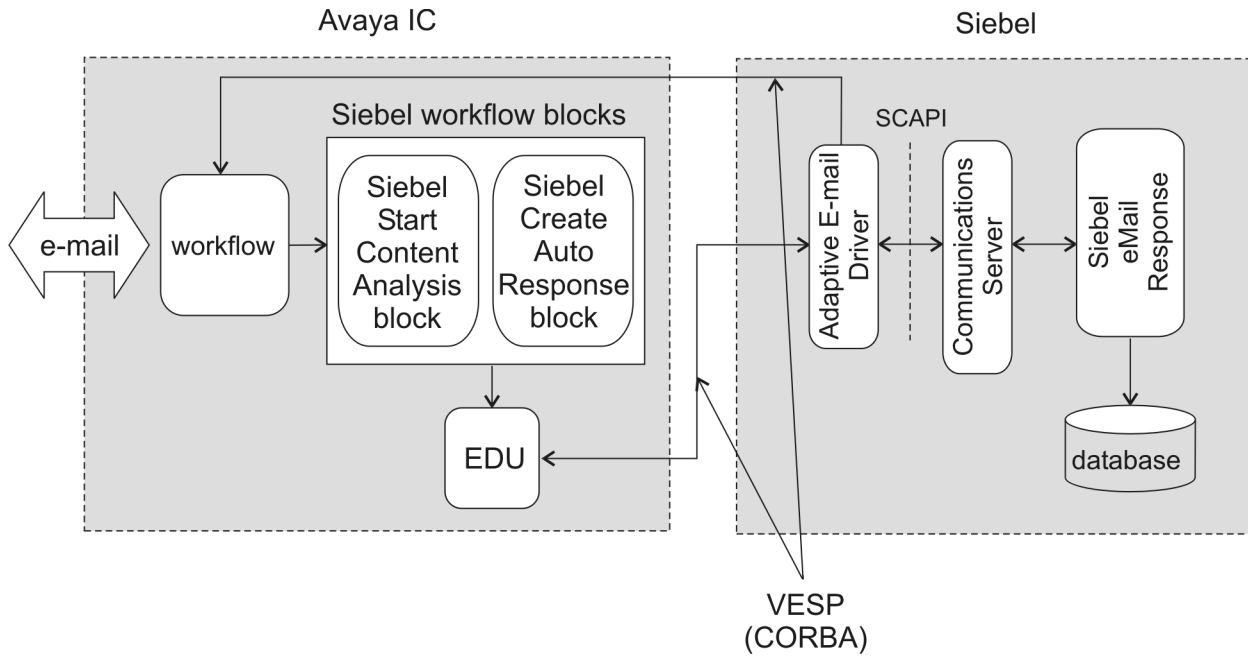 Avaya IC
Siebel
Siebel workflow blocks
SCAPI
e-mail
workflow
Siebel
Start
Content
Analysis
block
Siebel
Create
Auto
Response
block
EDU
Adaptive E-mail
Driver
Communications
Server
Siebel
eMail
Response
database
VESP
(CORBA)